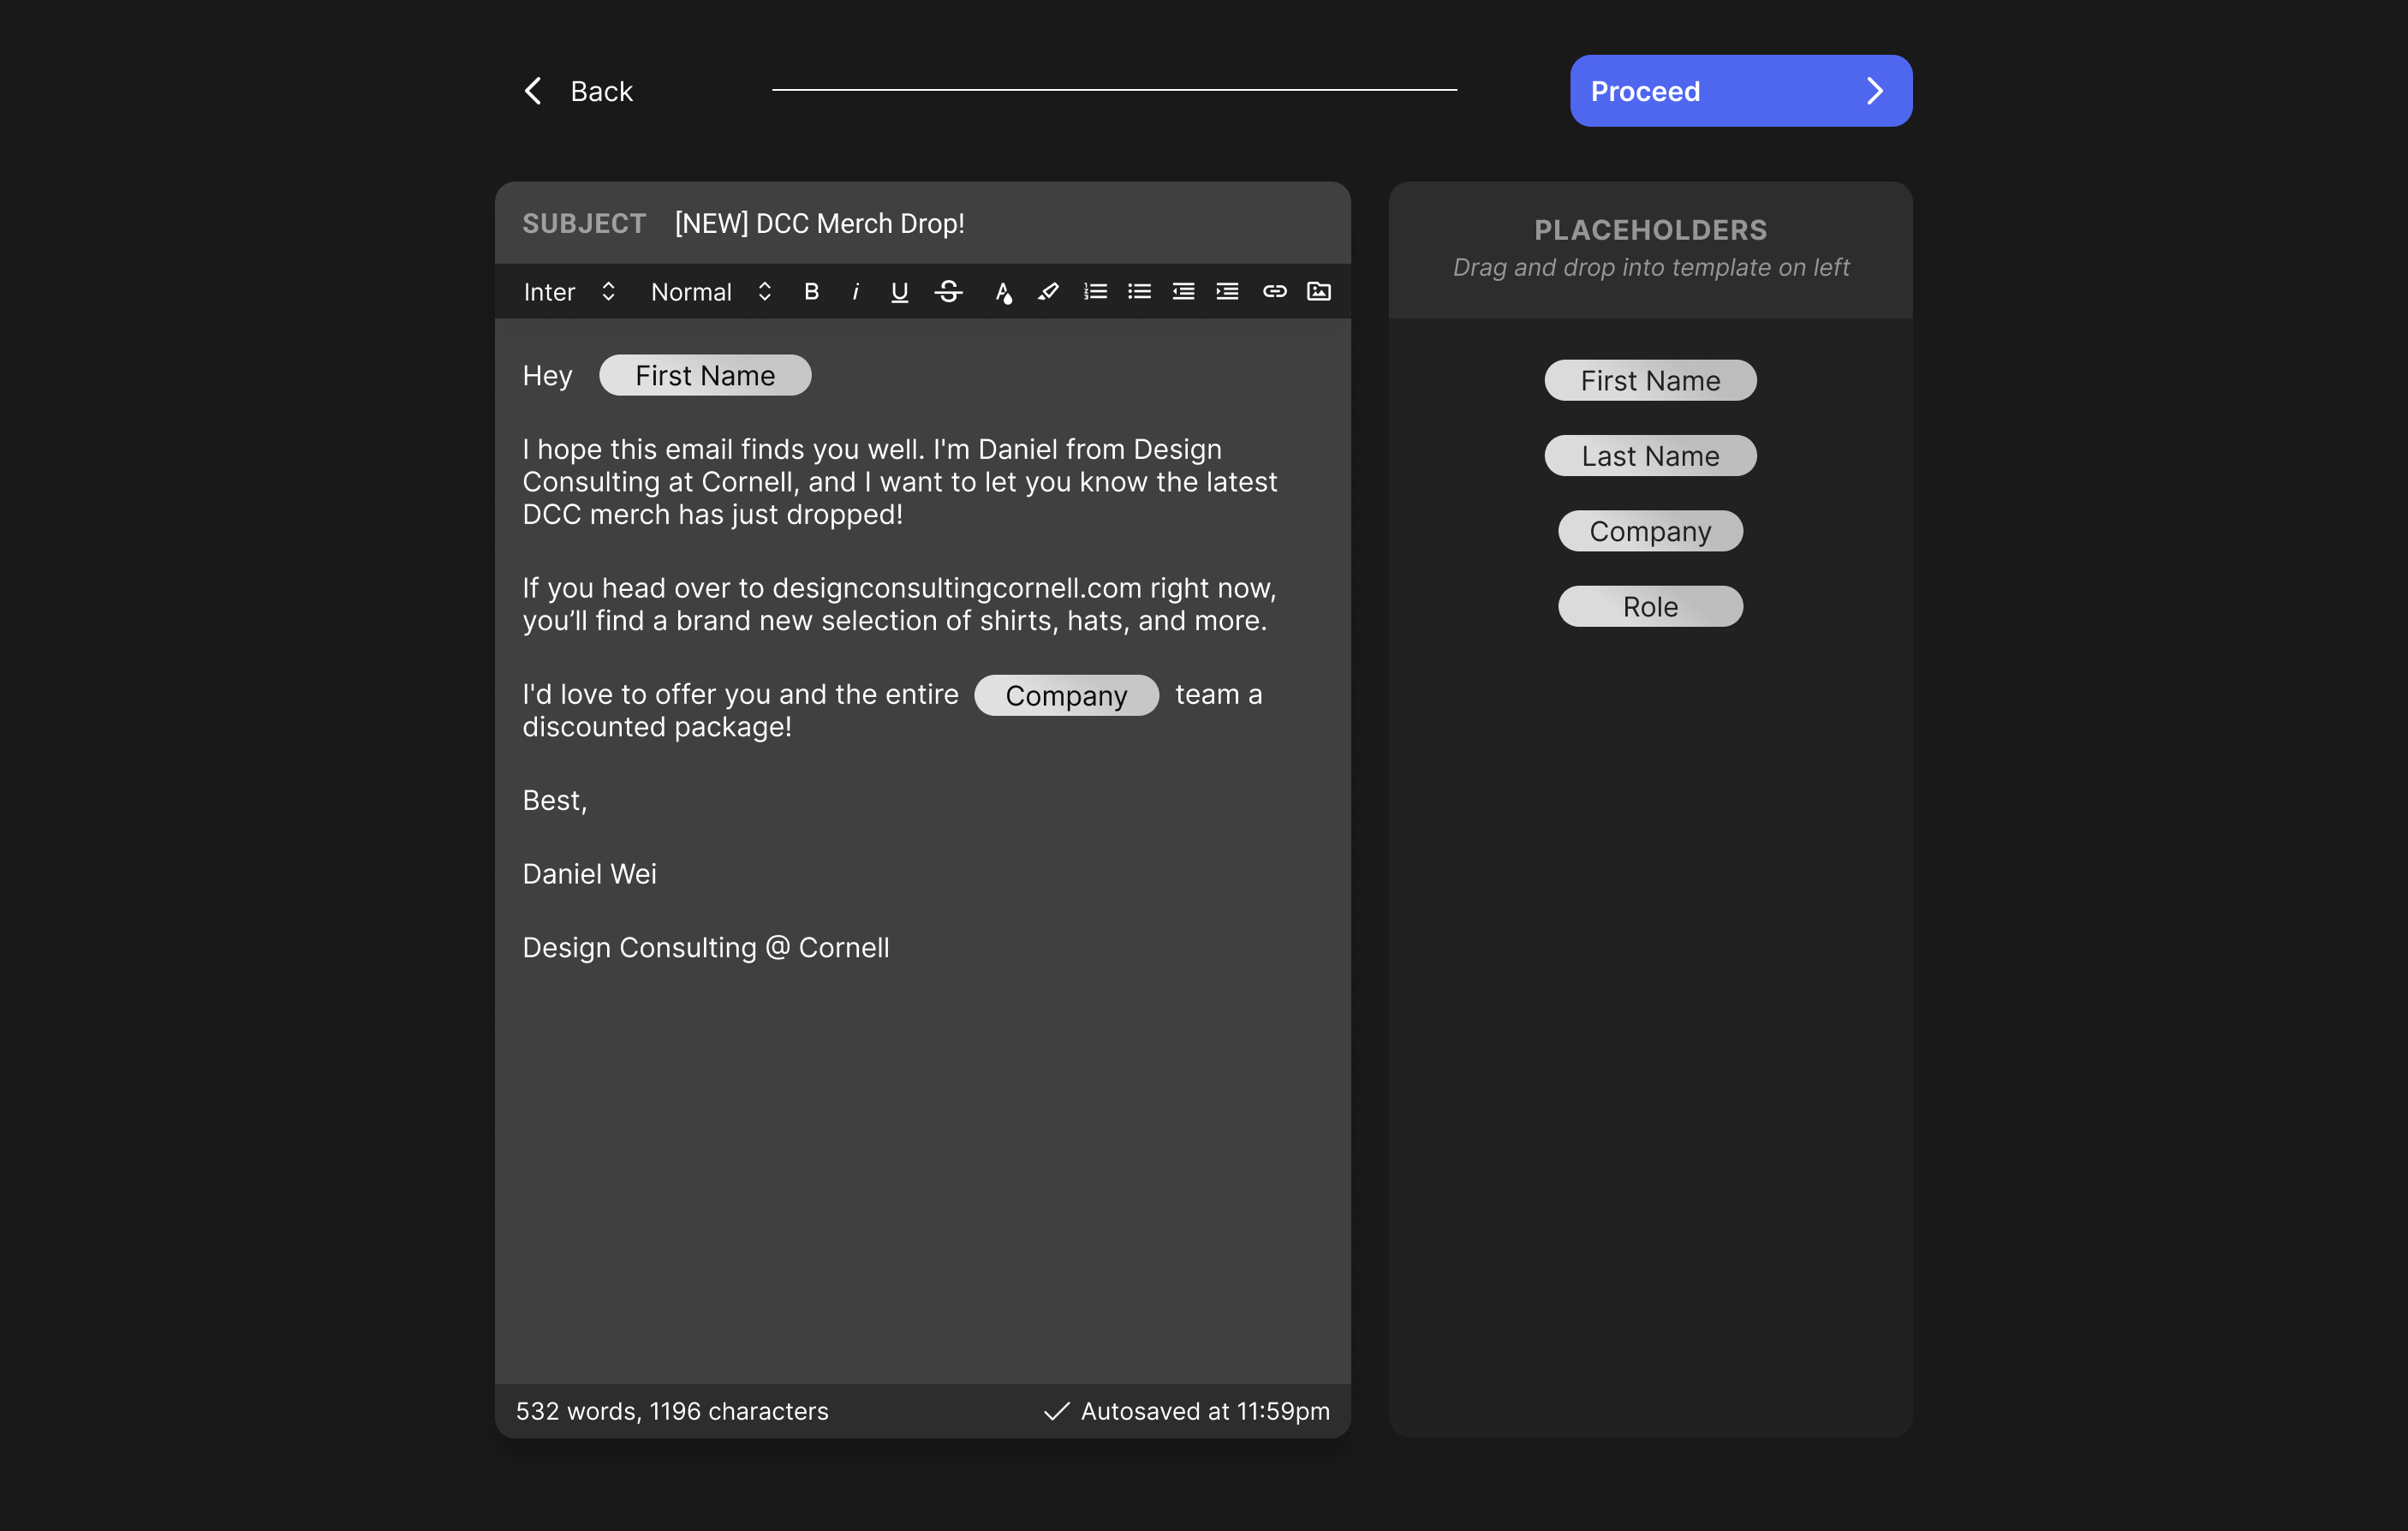 Back
Proceed
SUBJECT [NEW] DCC Merch Drop!
Inter Normal B i U S A
Hey First Name
I hope this email finds you well. I'm Daniel from Design
Consulting at Cornell, and I want to let you know the latest
DCC merch has just dropped!
If you head over to designconsultingcornell.com right now,
you’ll find a brand new selection of shirts, hats, and more.
I'd love to offer you and the entire Company team a
discounted package!
Best,
Daniel Wei
Design Consulting @ Cornell
532 words, 1196 characters
Autosaved at 11:59pm
PLACEHOLDERS
Drag and drop into template on left
First Name
Last Name
Company
Role